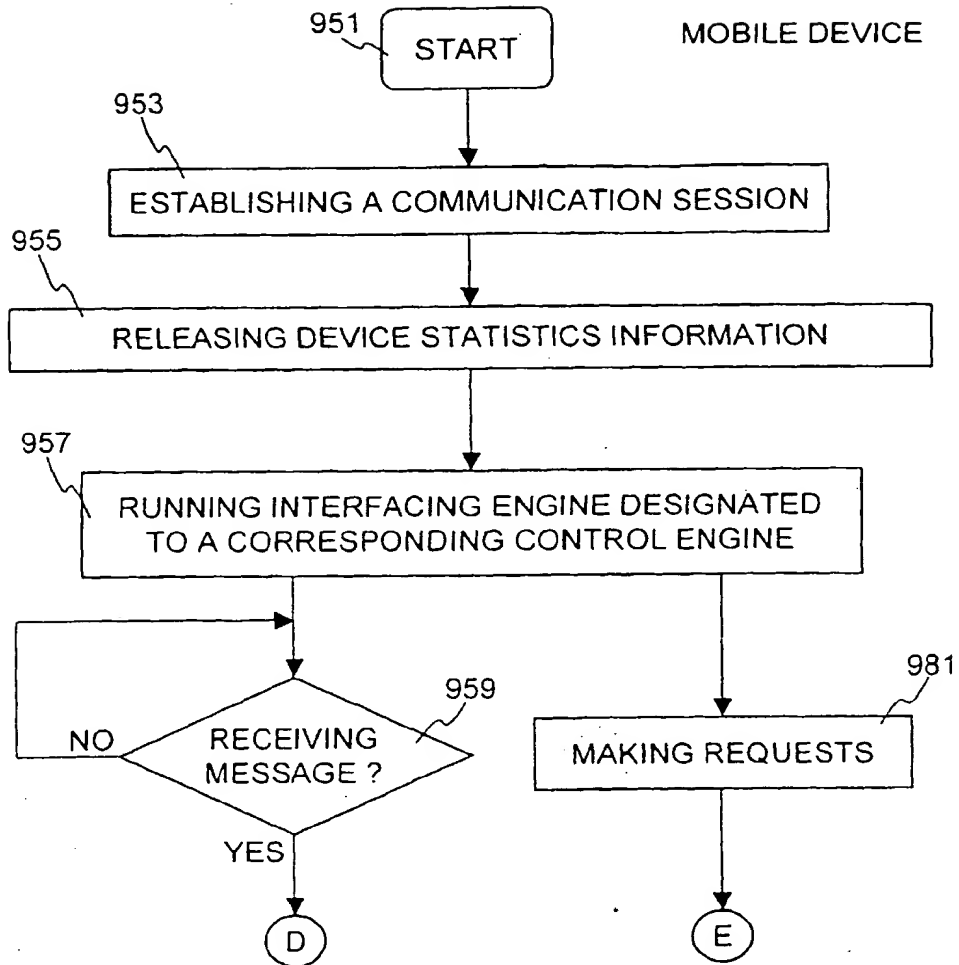 951
START
MOBILE DEVICE
953
ESTABLISHING A COMMUNICATION SESSION
955
RELEASING DEVICE STATISTICS INFORMATION
957
RUNNING INTERFACING ENGINE DESIGNATED
TO A CORRESPONDING CONTROL ENGINE
959
981
NO
RECEIVING
MESSAGE ?
MAKING REQUESTS
YES
D
E